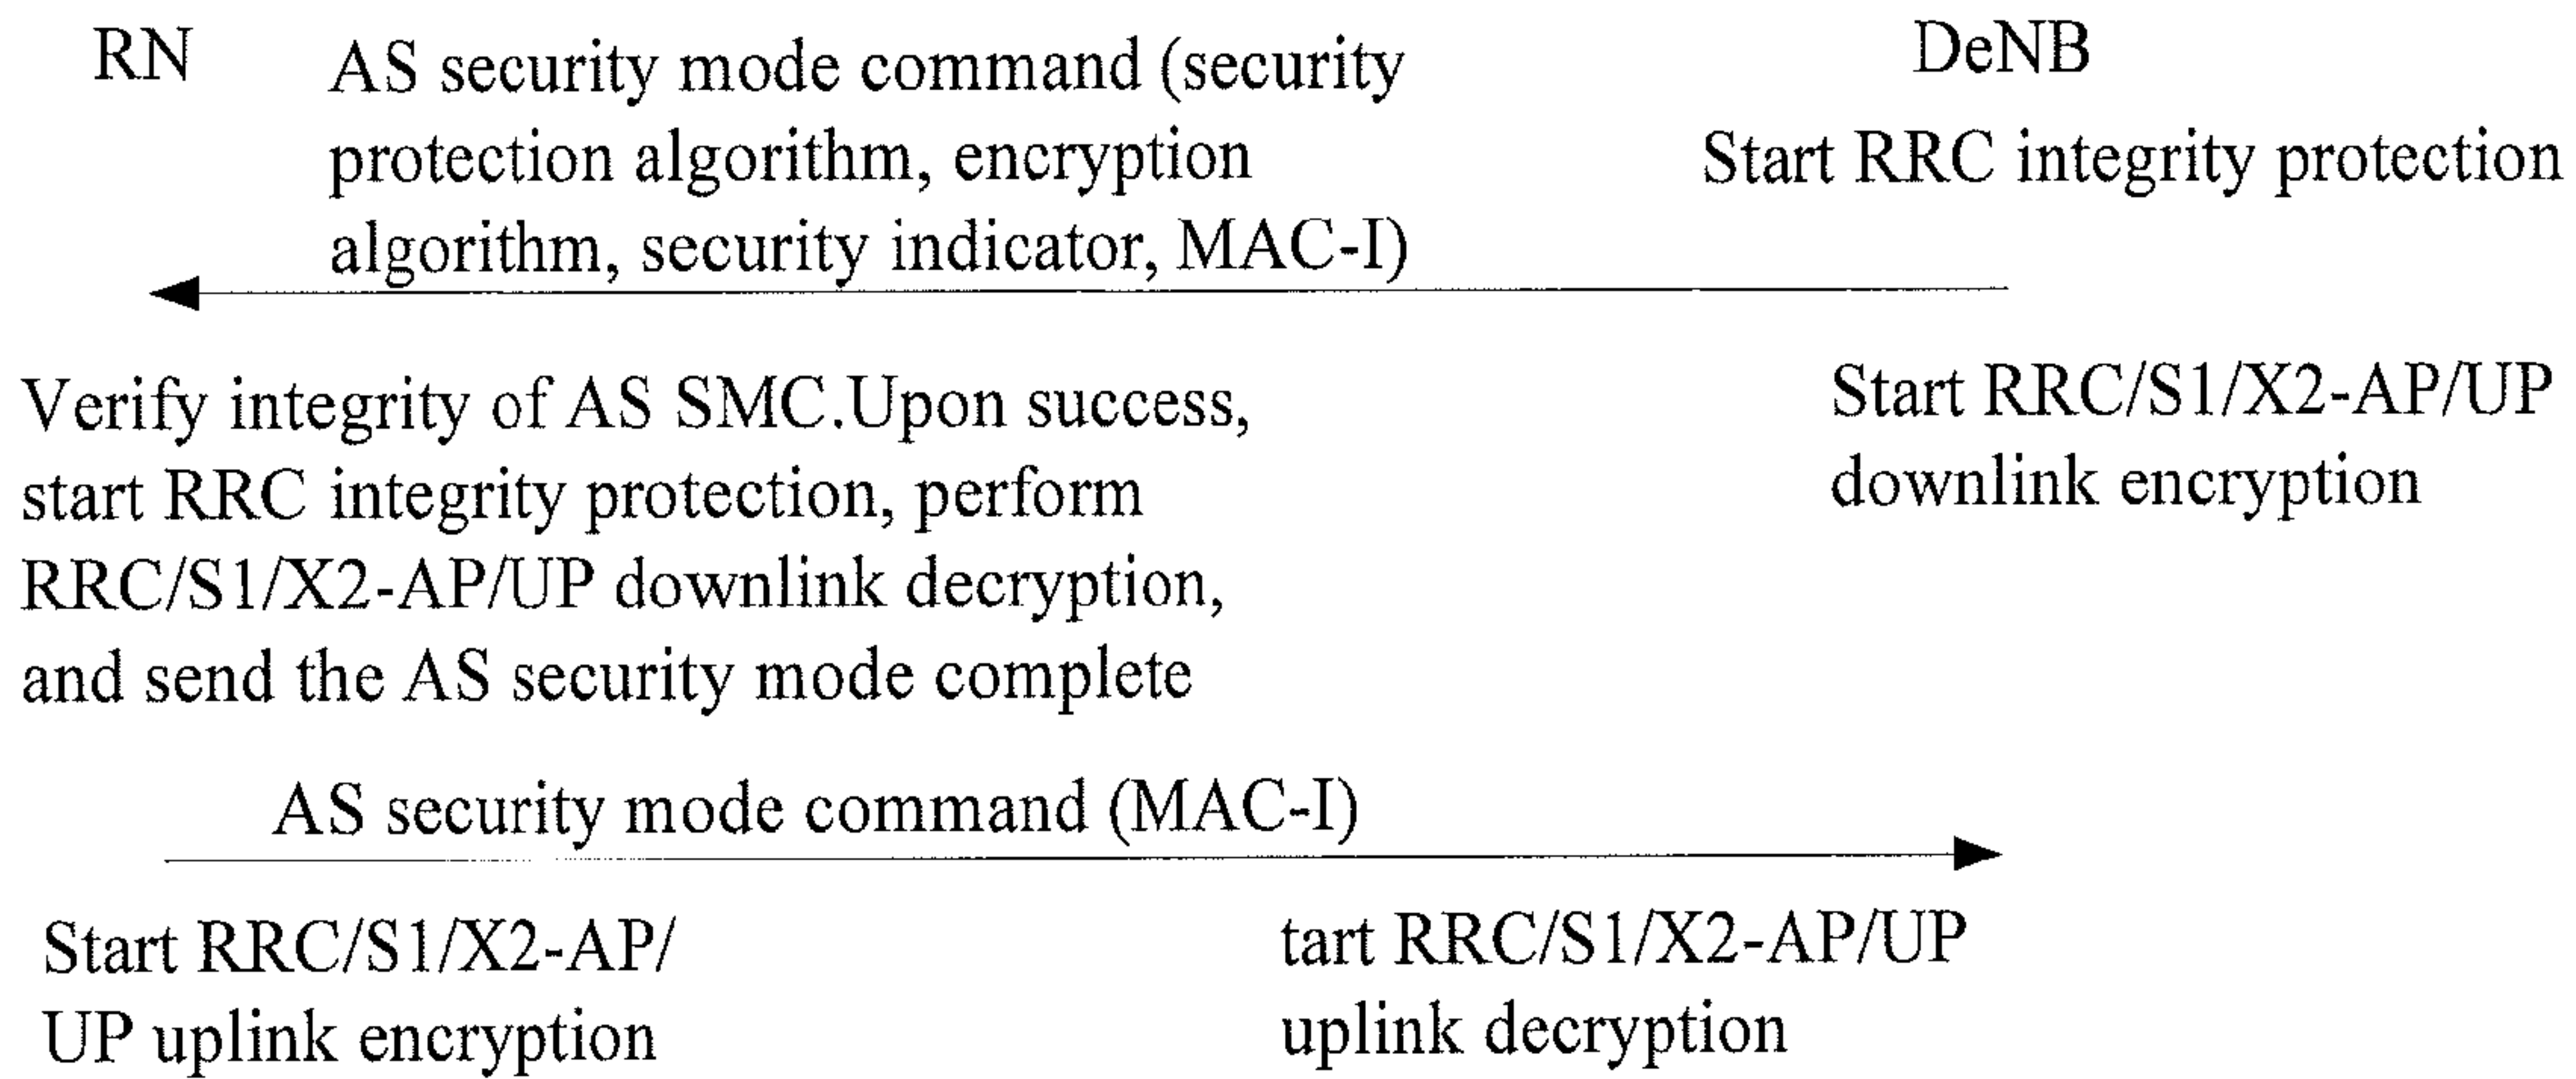 RN
DeNB
AS security mode command (security
protection algorithm, encryption
algorithm, security indicator, MAC-I)
Start RRC integrity protection
Verify integrity of AS SMC.Upon success,
start RRC integrity protection, perform
RRC/S1/X2-AP/UP downlink decryption,
and send the AS security mode complete
Start RRC/S1/X2-AP/UP
downlink encryption
AS security mode command (MAC-I)
Start RRC/S1/X2-AP/
UP uplink encryption
tart RRC/S1/X2-AP/UP
uplink decryption